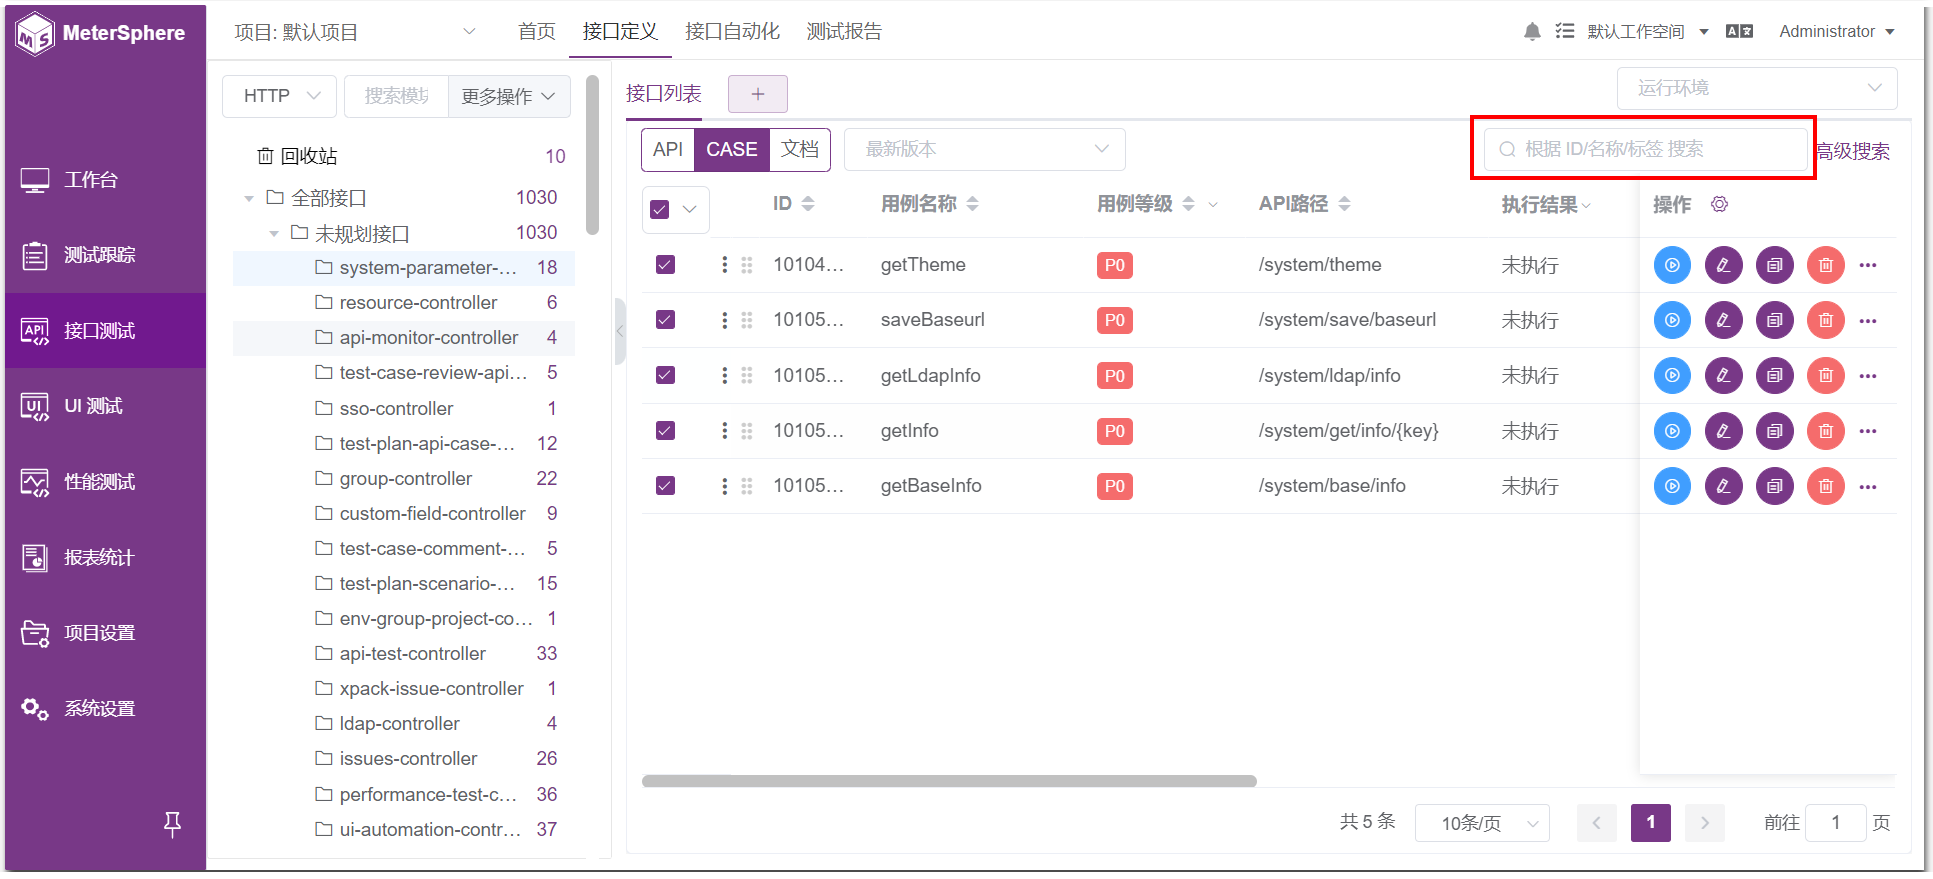 MeterSphere
项目: 默认项目
首页
接口定义
接口自动化
测试报告
默认工作空间
Administrator
工作台
测试跟踪
接口测试
UI 测试
性能测试
报表统计
项目设置
系统设置
HTTP
搜索模块
更多操作
回收站 10
全部接口 1030
未规划接口 1030
system-parameter-... 18
resource-controller 6
api-monitor-controller 4
test-case-review-api... 5
sso-controller 1
test-plan-api-case-... 12
group-controller 22
custom-field-controller 9
test-case-comment-... 5
test-plan-scenario-... 15
env-group-project-co... 1
api-test-controller 33
xpack-issue-controller 1
ldap-controller 4
issues-controller 26
performance-test-c... 36
ui-automation-contr... 37
接口列表
+
运行环境
API CASE 文档
最新版本
根据 ID/名称/标签 搜索
高级搜索
ID 用例名称 用例等级 API路径 执行结果 操作
10104... getTheme P0 /system/theme 未执行
10105... saveBaseurl P0 /system/save/baseurl 未执行
10105... getLdapInfo P0 /system/ldap/info 未执行
10105... getInfo P0 /system/get/info/{key} 未执行
10105... getBaseInfo P0 /system/base/info 未执行
共 5 条 10条/页 1 前往 1 页